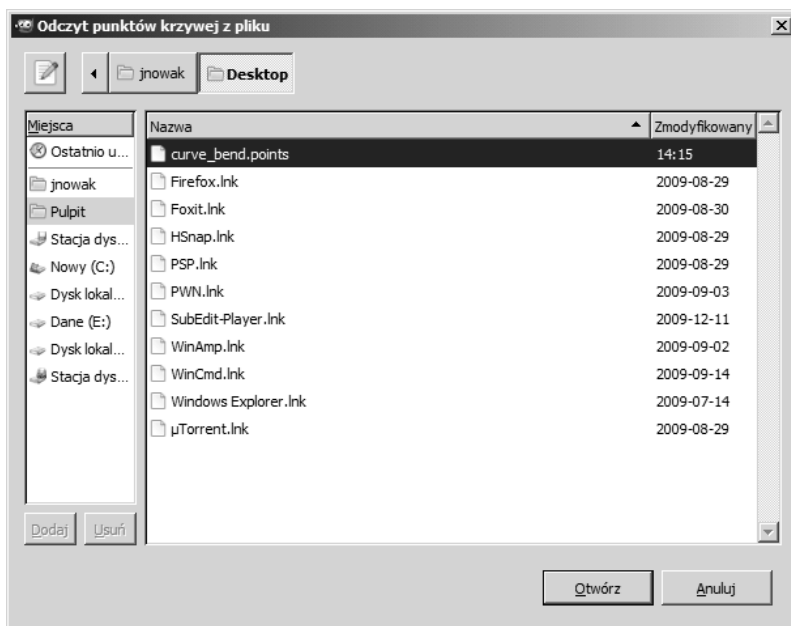 Odczyt punktów krzywej z pliku
jnowak Desktop
Miejsca Nazwa Zmodyfikowany
Ostatnio u... curve_bend.points 14:15
jnowak Firefox.lnk 2009-08-29
Pulpit Foxit.lnk 2009-08-30
Stacja dys... HSnap.lnk 2009-08-29
Nowy (C:) PSP.lnk 2009-08-29
Dysk lokal... PWN.lnk 2009-09-03
Dane (E:) SubEdit-Player.lnk 2009-12-11
Dysk lokal... WinAmp.lnk 2009-09-02
Stacja dys... WinCmd.lnk 2009-09-14
Windows Explorer.lnk 2009-07-14
µTorrent.lnk 2009-08-29
Dodaj Usuń
Otwórz Anuluj